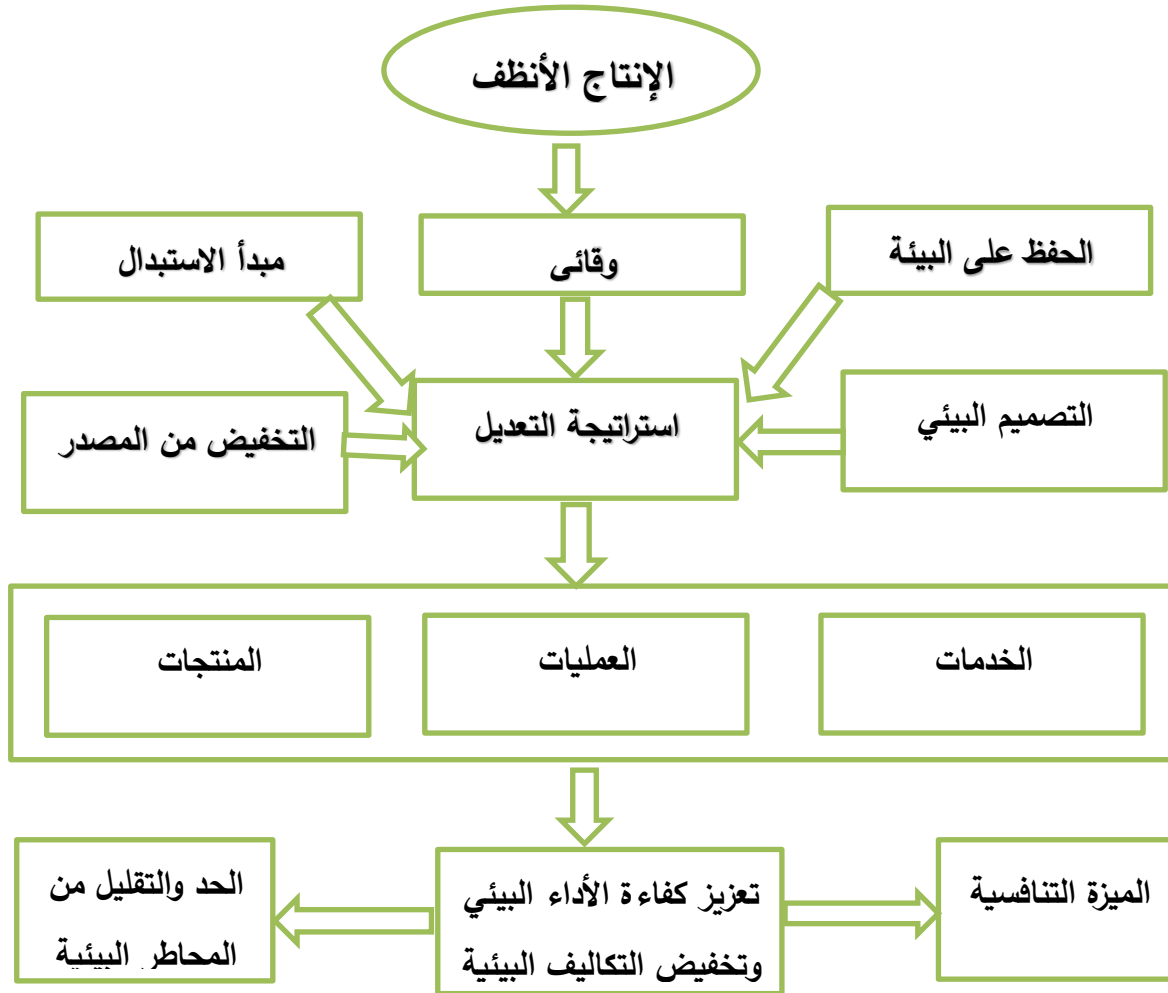 الإنتاج الأنظف
الحفظ على البيئة
وقائى
مبدأ الاستبدال
التصميم البيئي
استراتيجة التعديل
التخفيض من المصدر
الخدمات
العمليات
المنتجات
الميزة التنافسية
تعزيز كفاءة الأداء البيئي
وتخفيض التكاليف البيئية
الحد والتقليل من
المحاطر البيئية